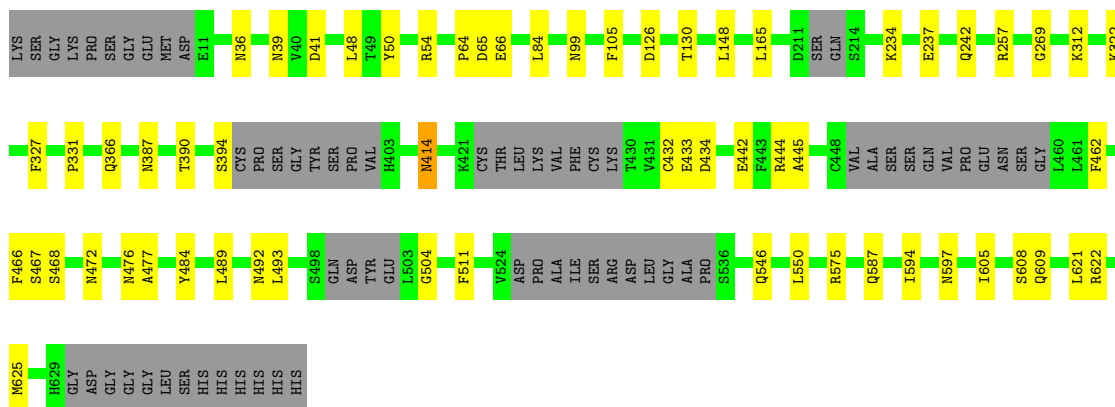 LYS SER GLY LYS PRO SER GLY GLU MET ASP E11 N36 N39 V40 D41 L48 T49 Y50 R54 P64 D65 E66 L84 N99 F105 D126 T130 L148 L165 D211 SER GLN S214 K234 E237 Q242 R257 G269 K312
F327 P331 Q366 N387 T390 S394 CYS PRO SER GLY TYR SER PRO VAL H403 N414 K421 CYS THR LEU LYS VAL PHE CYS LYS T430 V431 C432 E433 D434 E442 F443 R444 A445 C448 VAL ALA SER SER GLN VAL PRO GLU ASN SER GLY L460 L461 F462
F466 S467 S468 N472 N476 A477 Y484 L489 N492 L493 S498 GLN ASP TYR GLU L503 G504 F511 V524 ASP PRO ALA ILE SER ARG ASP LEU GLY ALA PRO S536 Q546 L550 R575 Q587 I594 N597 I605 S608 Q609 L621 R622
M625 H629 GLY ASP GLY GLY GLY LEU SER HIS HIS HIS HIS HIS HIS